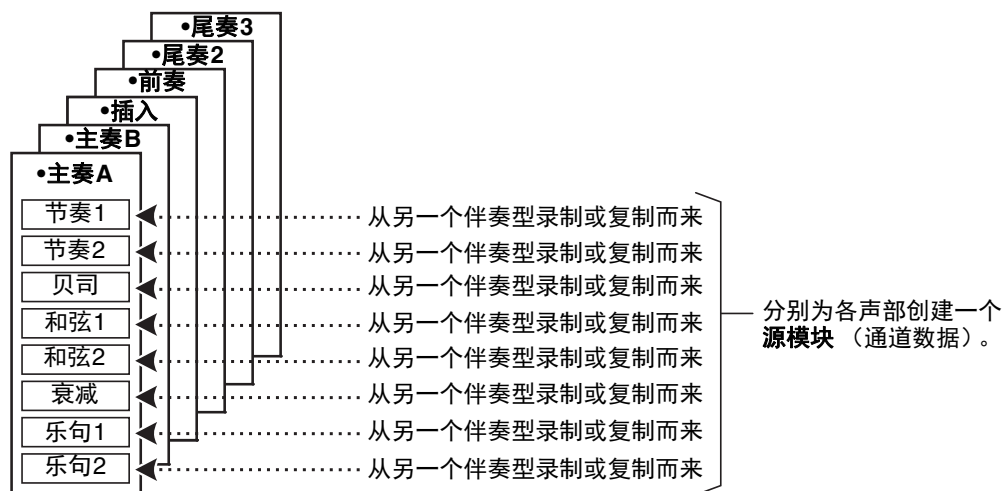 •尾奏3
•尾奏2
•前奏
•插入
•主奏B
•主奏A
节奏1 从另一个伴奏型录制或复制而来
节奏2 从另一个伴奏型录制或复制而来
贝司 从另一个伴奏型录制或复制而来
和弦1 从另一个伴奏型录制或复制而来
和弦2 从另一个伴奏型录制或复制而来
衰减 从另一个伴奏型录制或复制而来
乐句1 从另一个伴奏型录制或复制而来
乐句2 从另一个伴奏型录制或复制而来
分别为各声部创建一个
源模块 （通道数据）。